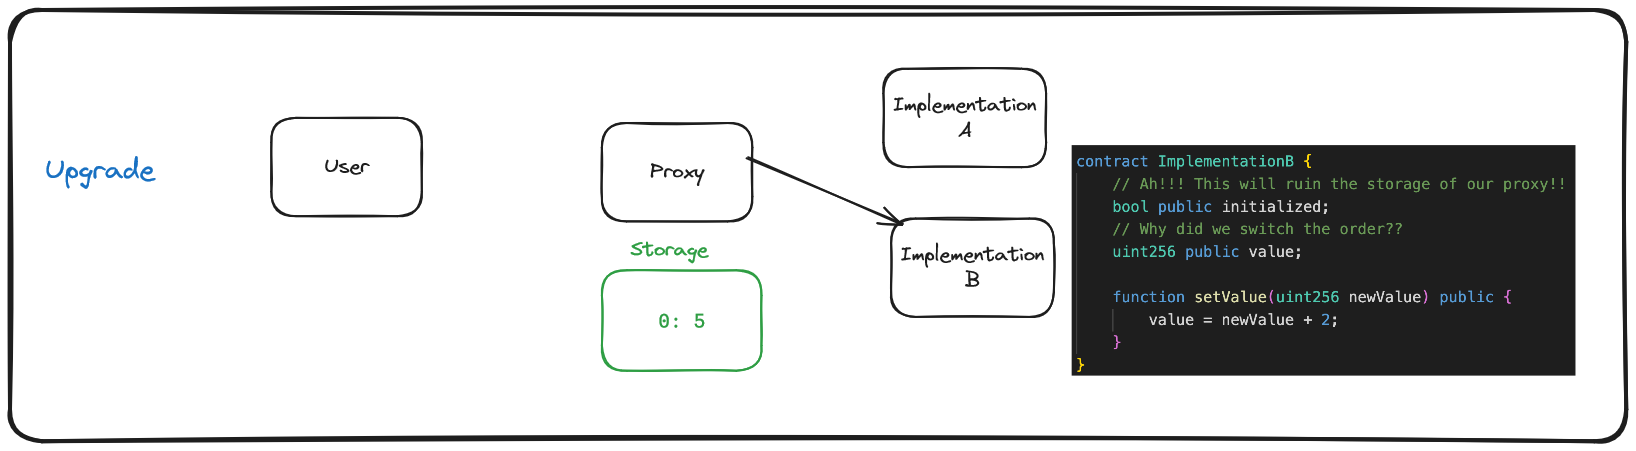 Upgrade
User
Proxy
Storage
0: 5
Implementation
A
Implementation
B
contract ImplementationB {
    // Ah!!! This will ruin the storage of our proxy!!
    bool public initialized;
    // Why did we switch the order??
    uint256 public value;
    function setValue(uint256 newValue) public {
        value = newValue + 2;
    }
}